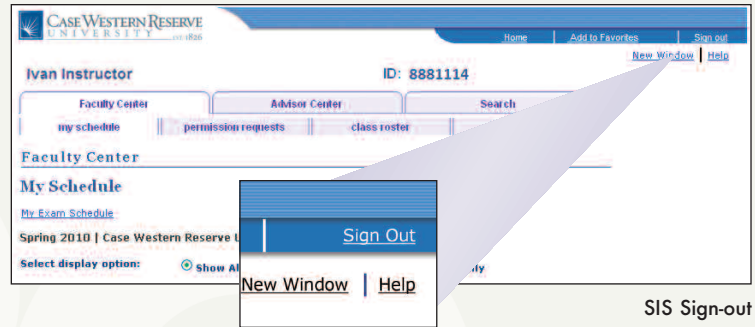 CASE WESTERN RESERVE
UNIVERSITY EST 1826
Home Add to Favorites Sign out
New Window Help
Ivan Instructor ID: 8881114
Faculty Center Advisor Center Search
my schedule permission requests class roster
Faculty Center
My Schedule
My Exam Schedule
Spring 2010 | Case Western Reserve
Select display option: Show
Sign Out
New Window | Help
SIS Sign-out